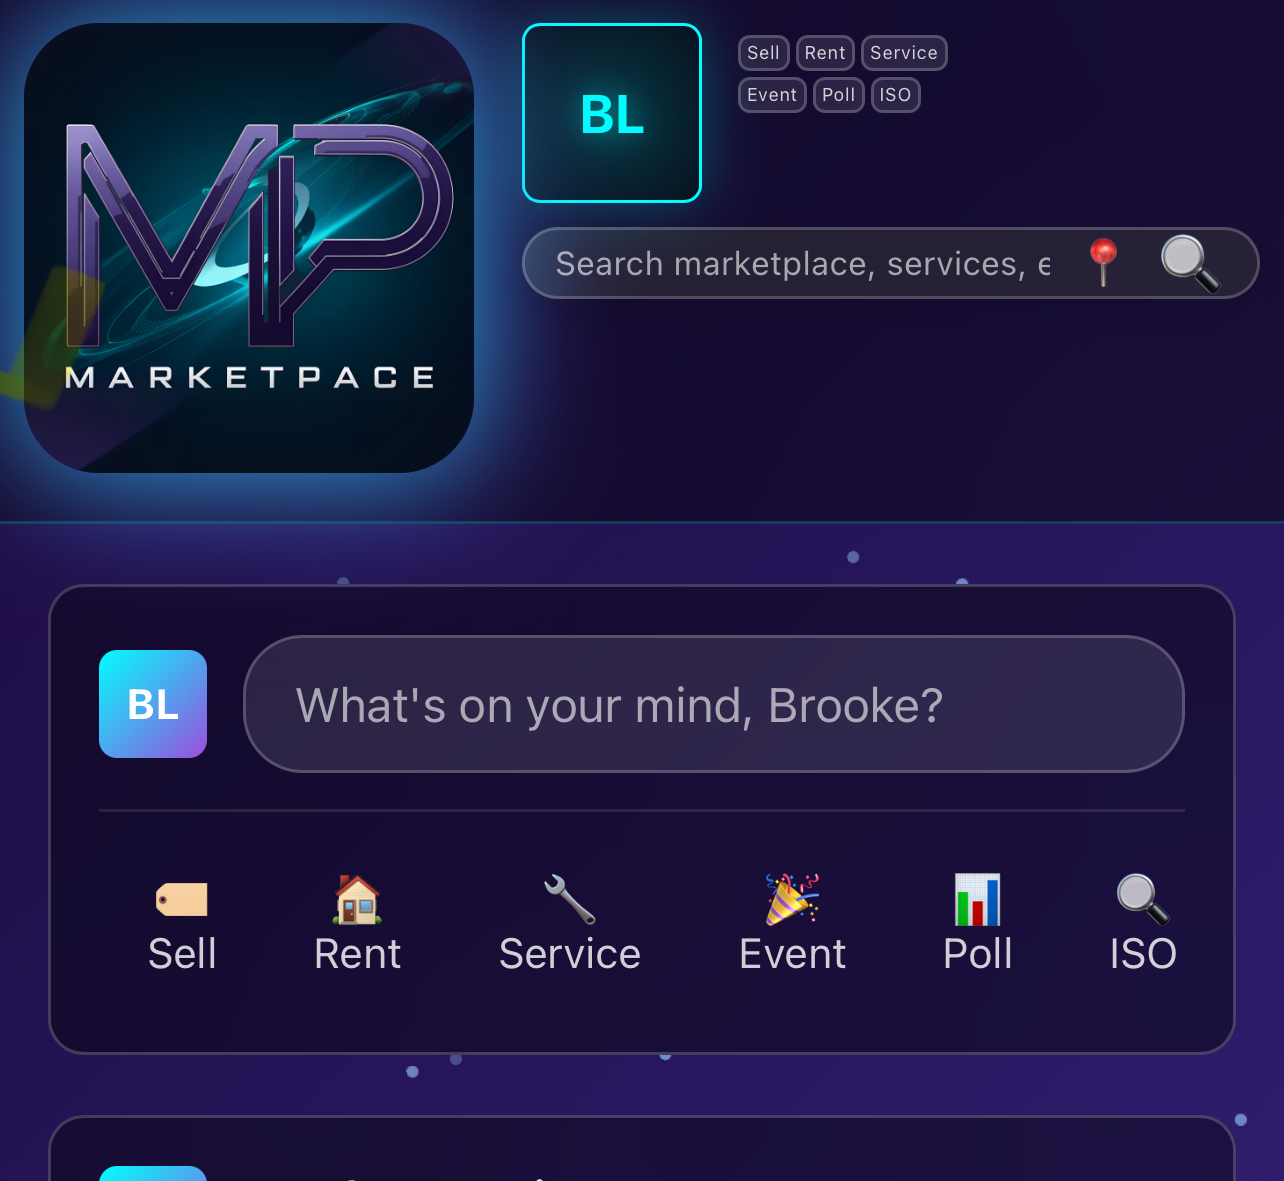 MP
MARKETPACE
BL
Sell Rent Service
Event Poll ISO
Search marketplace, services, e
BL
What's on your mind, Brooke?
Sell Rent Service Event Poll ISO